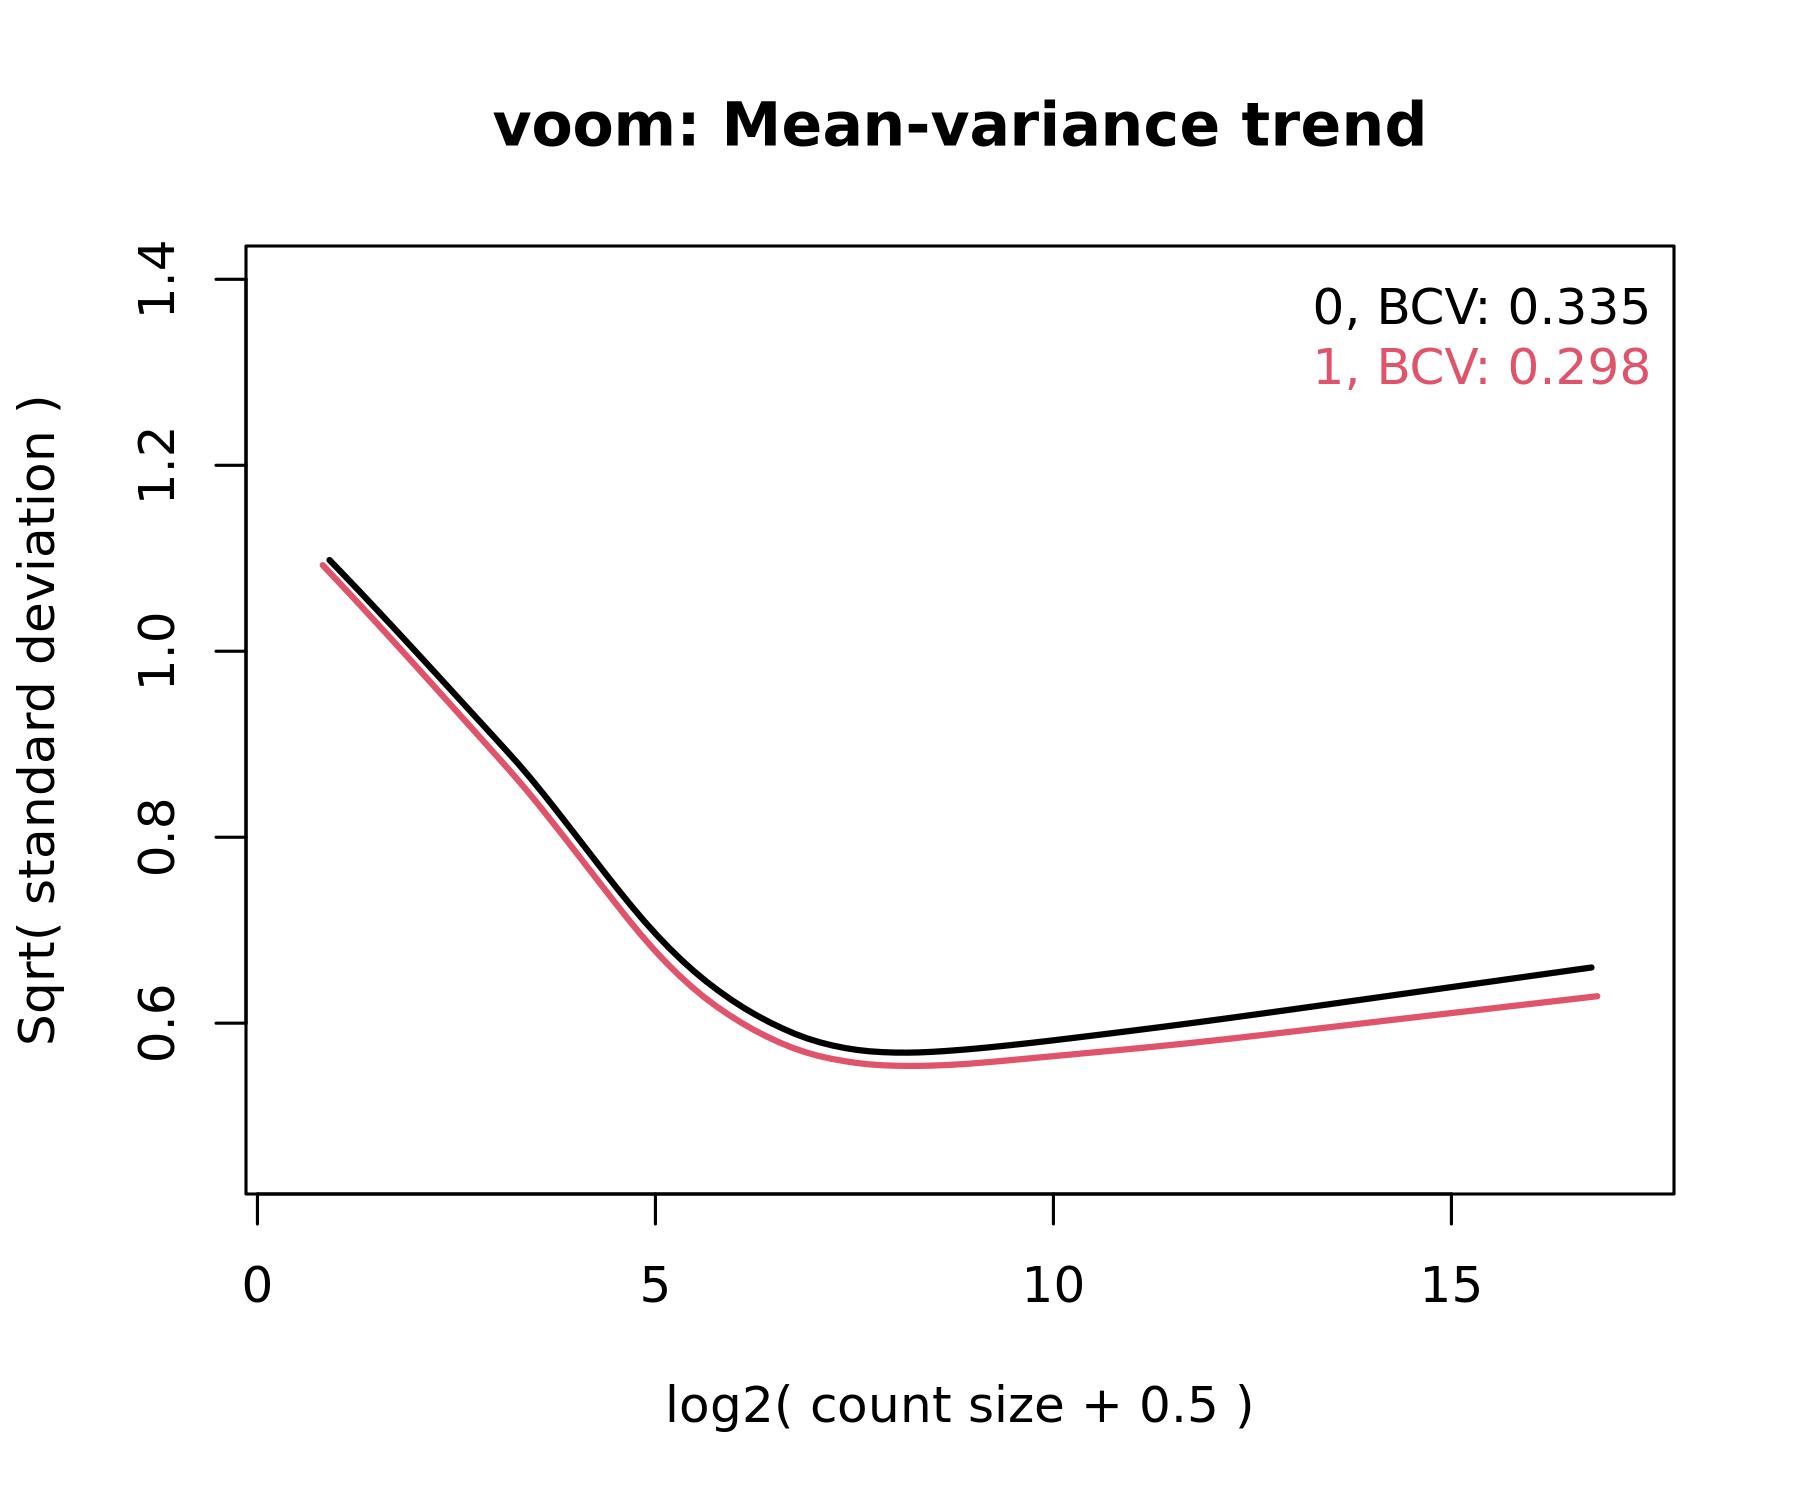 voom: Mean-variance trend
0, BCV: 0.335
1, BCV: 0.298
Sqrt( standard deviation )
1.4
1.2
1.0
0.8
0.6
0
5
10
15
log2( count size + 0.5 )